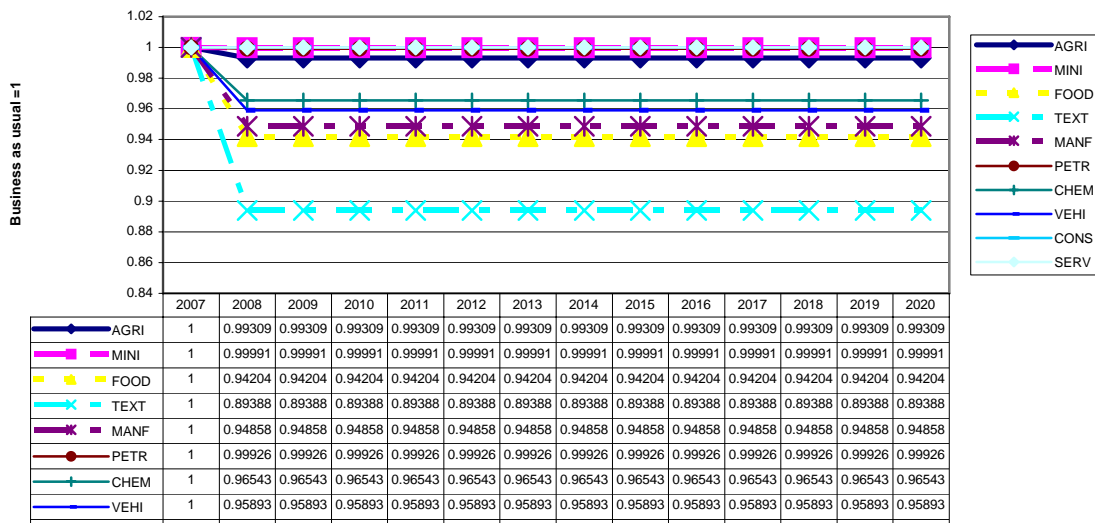 1.02
1
0.98
0.96
0.94
0.92
0.9
0.88
0.86
0.84
Business as usual =1
AGRI
MINI
FOOD
TEXT
MANF
PETR
CHEM
VEHI
CONS
SERV
2007 2008 2009 2010 2011 2012 2013 2014 2015 2016 2017 2018 2019 2020
AGRI 1 0.99309 0.99309 0.99309 0.99309 0.99309 0.99309 0.99309 0.99309 0.99309 0.99309 0.99309 0.99309 0.99309
MINI 1 0.99991 0.99991 0.99991 0.99991 0.99991 0.99991 0.99991 0.99991 0.99991 0.99991 0.99991 0.99991 0.99991
FOOD 1 0.94204 0.94204 0.94204 0.94204 0.94204 0.94204 0.94204 0.94204 0.94204 0.94204 0.94204 0.94204 0.94204
TEXT 1 0.89388 0.89388 0.89388 0.89388 0.89388 0.89388 0.89388 0.89388 0.89388 0.89388 0.89388 0.89388 0.89388
MANF 1 0.94858 0.94858 0.94858 0.94858 0.94858 0.94858 0.94858 0.94858 0.94858 0.94858 0.94858 0.94858 0.94858
PETR 1 0.99926 0.99926 0.99926 0.99926 0.99926 0.99926 0.99926 0.99926 0.99926 0.99926 0.99926 0.99926 0.99926
CHEM 1 0.96543 0.96543 0.96543 0.96543 0.96543 0.96543 0.96543 0.96543 0.96543 0.96543 0.96543 0.96543 0.96543
VEHI 1 0.95893 0.95893 0.95893 0.95893 0.95893 0.95893 0.95893 0.95893 0.95893 0.95893 0.95893 0.95893 0.95893